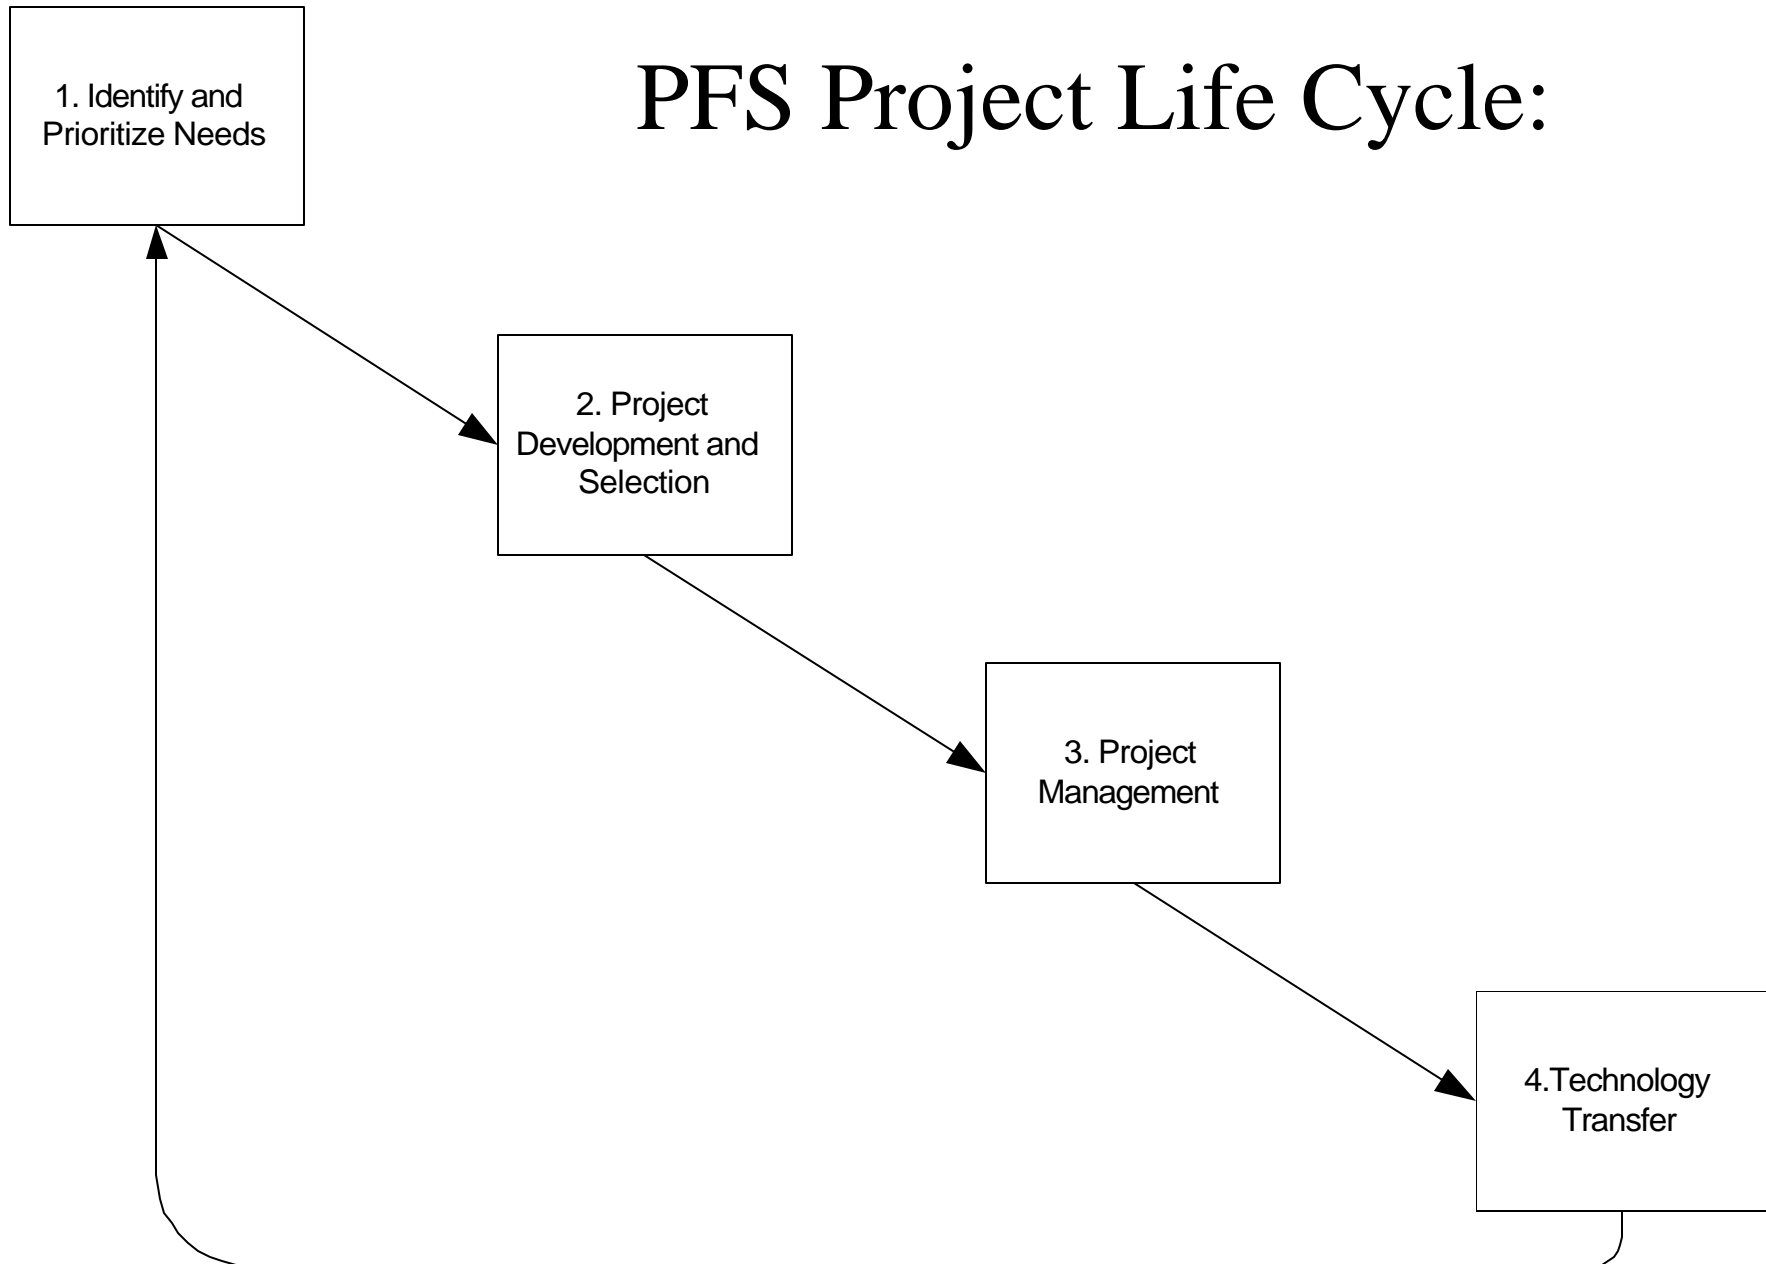 PFS Project Life Cycle:
1. Identify and
Prioritize Needs
2. Project
Development and
Selection
3. Project
Management
4.Technology
Transfer